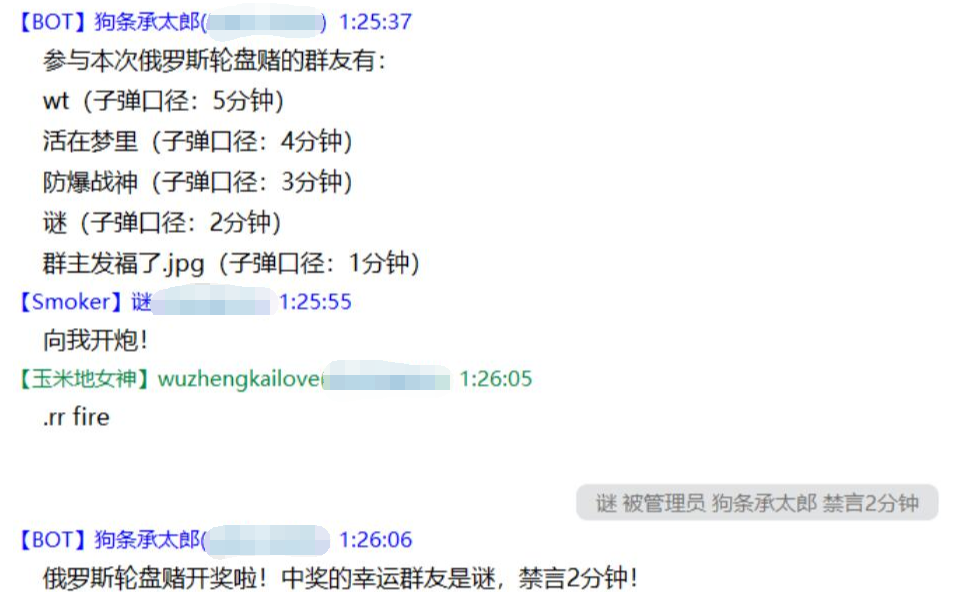 【BOT】狗条承太郎( ) 1:25:37
参与本次俄罗斯轮盘赌的群友有：
wt（子弹口径：5分钟）
活在梦里（子弹口径：4分钟）
防爆战神（子弹口径：3分钟）
谜（子弹口径：2分钟）
群主发福了.jpg（子弹口径：1分钟）
【Smoker】谜 1:25:55
向我开炮！
【玉米地女神】wuzhengkailove( 1:26:05
.rr fire
谜 被管理员 狗条承太郎 禁言2分钟
【BOT】狗条承太郎( 1:26:06
俄罗斯轮盘赌开奖啦！中奖的幸运群友是谜，禁言2分钟！